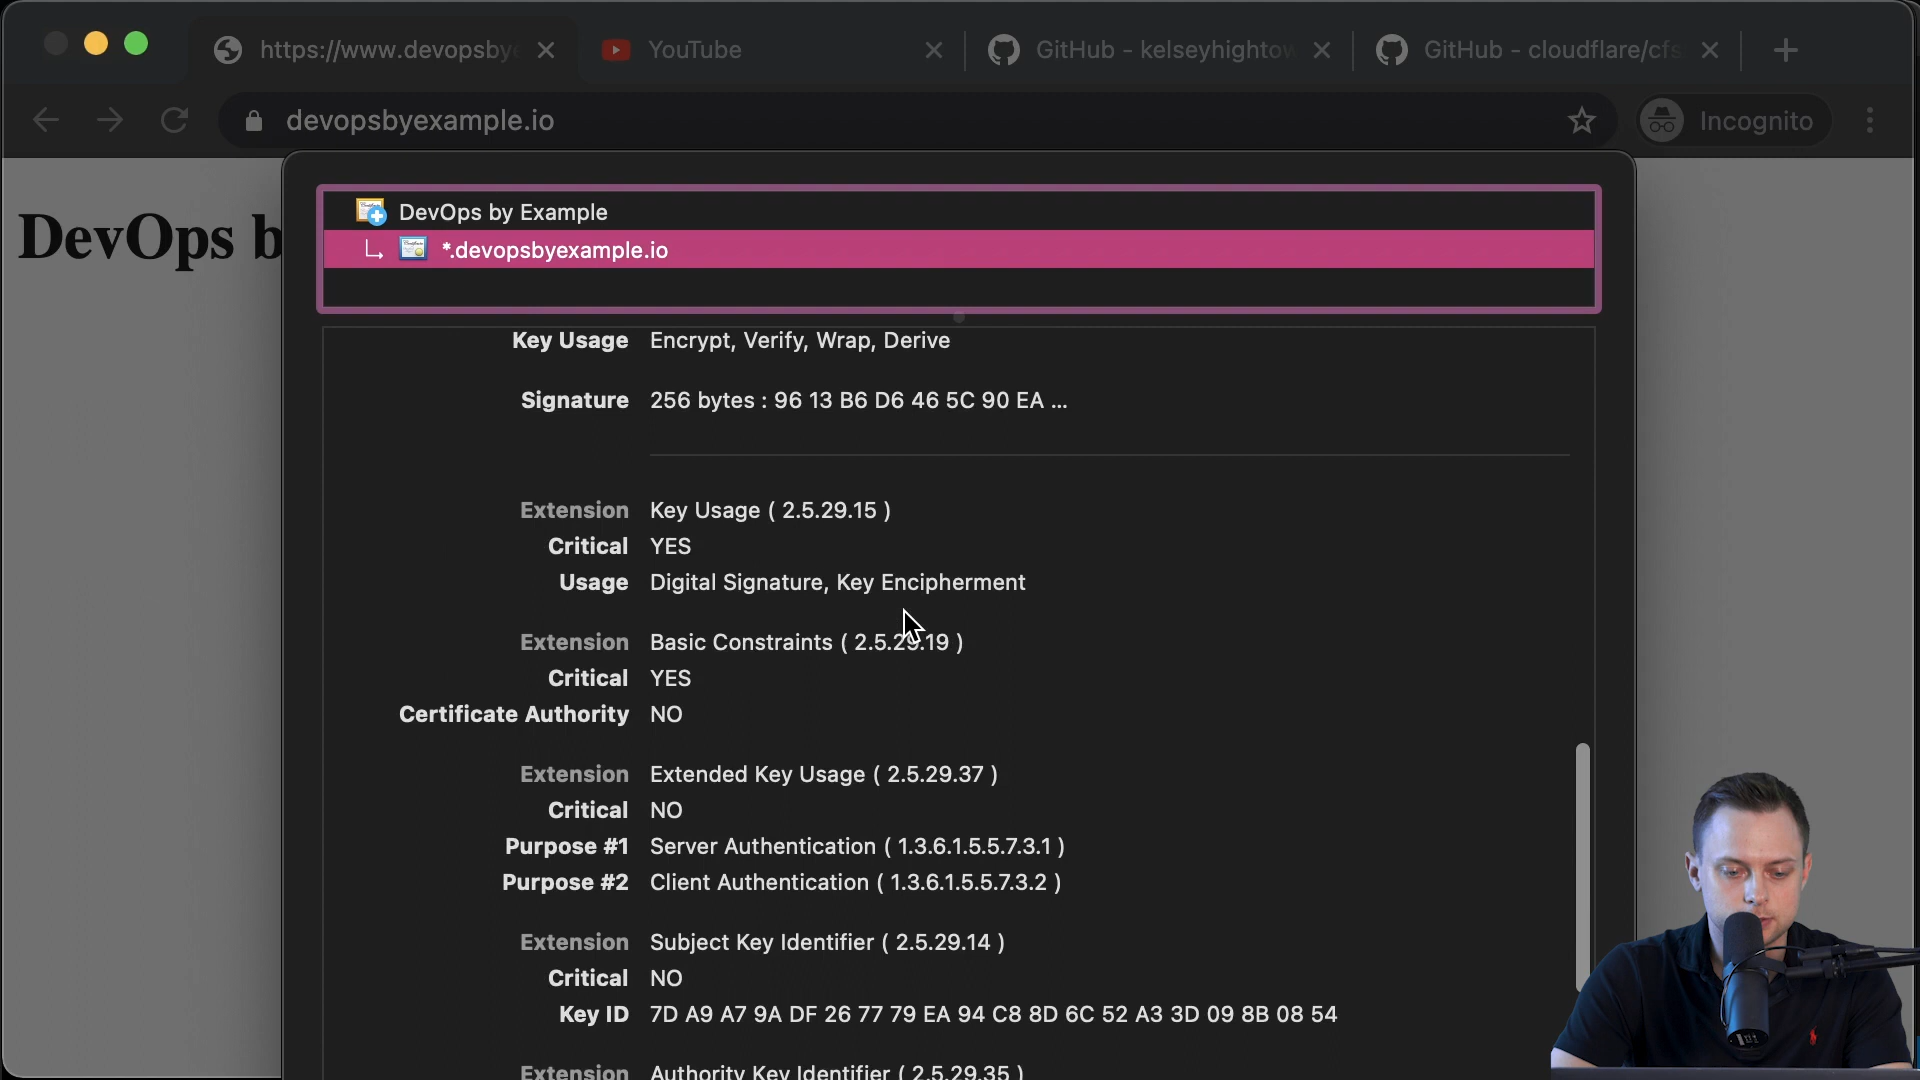 https://www.devopsbye
YouTube
GitHub - kelseyhightow
GitHub - cloudflare/cfs
devopsbyexample.io
Incognito
DevOps b
DevOps by Example
*.devopsbyexample.io
Key Usage Encrypt, Verify, Wrap, Derive
Signature 256 bytes : 96 13 B6 D6 46 5C 90 EA ...
Extension Key Usage ( 2.5.29.15 )
Critical YES
Usage Digital Signature, Key Encipherment
Extension Basic Constraints ( 2.5.29.19 )
Critical YES
Certificate Authority NO
Extension Extended Key Usage ( 2.5.29.37 )
Critical NO
Purpose #1 Server Authentication ( 1.3.6.1.5.5.7.3.1 )
Purpose #2 Client Authentication ( 1.3.6.1.5.5.7.3.2 )
Extension Subject Key Identifier ( 2.5.29.14 )
Critical NO
Key ID 7D A9 A7 9A DF 26 77 79 EA 94 C8 8D 6C 52 A3 3D 09 8B 08 54
Extension Authority Key Identifier ( 2.5.29.35 )